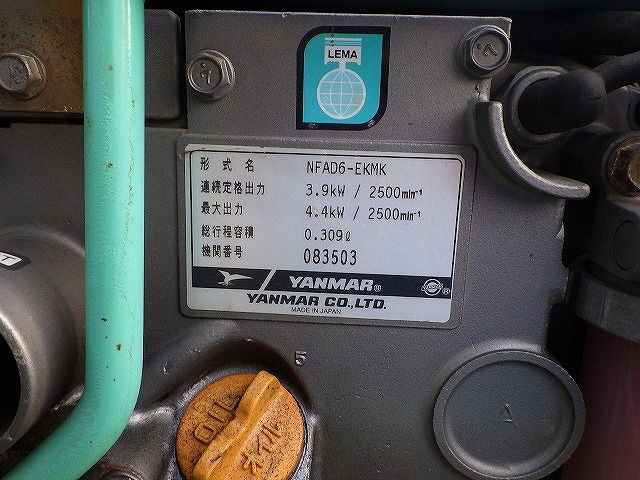 LEMA
形式名 NFAD6-EKMK
連続定格出力 3.9kW / 2500min⁻¹
最大出力 4.4kW / 2500min⁻¹
総行程容積 0.309ℓ
機関番号 083503
YANMAR®
YANMAR CO.,LTD.
MADE IN JAPAN
5
OIL
オイル
A